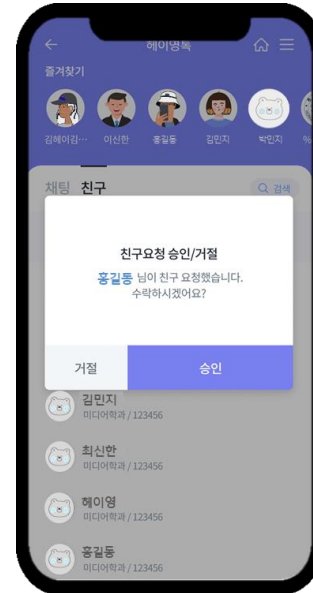 헤이영톡
즐겨찾기
김헤이김… 이신한 홍길동 김민지 박민지 %
채팅 친구 검색
친구요청 승인/거절
홍길동 님이 친구 요청했습니다.
수락하시겠어요?
거절 승인
김민지
미디어학과 / 123456
최신한
미디어학과 / 123456
헤이영
미디어학과 / 123456
홍길동
미디어학과 / 123456